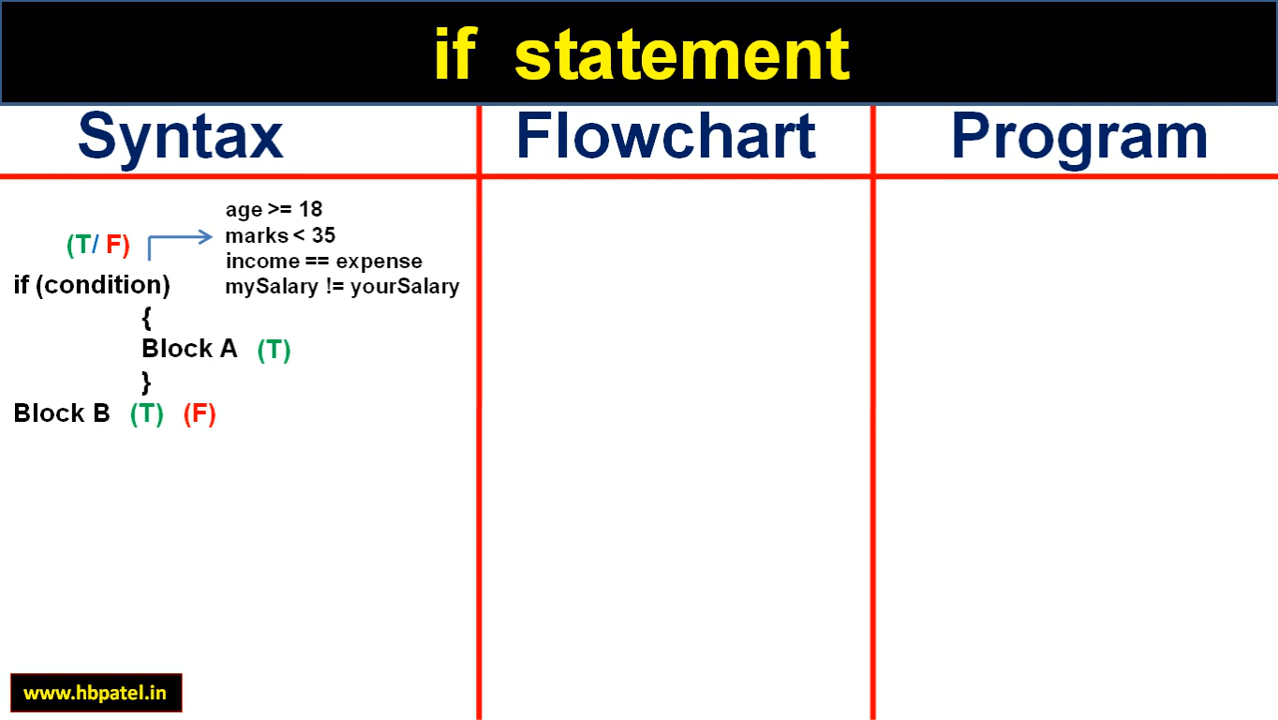 if statement
Syntax
Flowchart
Program
age >= 18
(T/ F)
marks < 35
income == expense
if (condition)
mySalary != yourSalary
{
Block A (T)
}
Block B (T) (F)
www.hbpatel.in